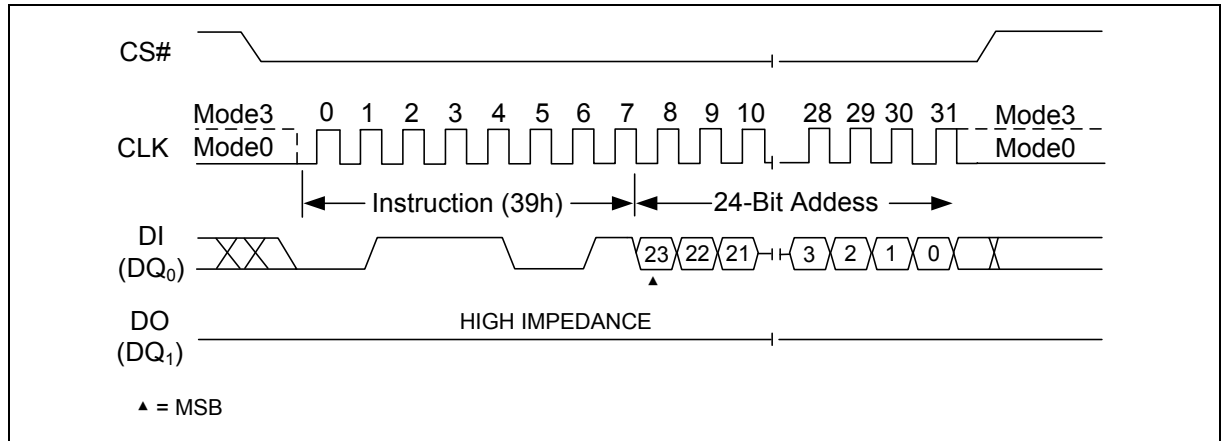 CS#
Mode3 0 1 2 3 4 5 6 7 8 9 10 28 29 30 31 Mode3
CLK Mode0 Mode0
Instruction (39h) 24-Bit Addess
DI
(DQ0) 23 22 21 3 2 1 0
DO HIGH IMPEDANCE
(DQ1)
▲ = MSB